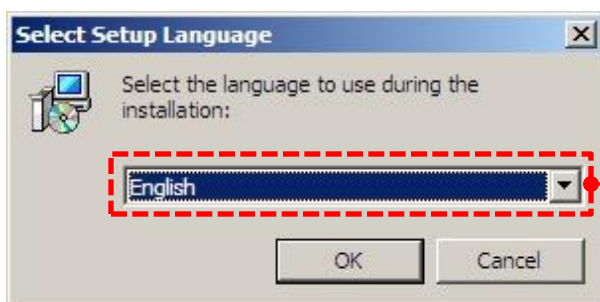 Select Setup Language
Select the language to use during the
installation:
English
OK
Cancel